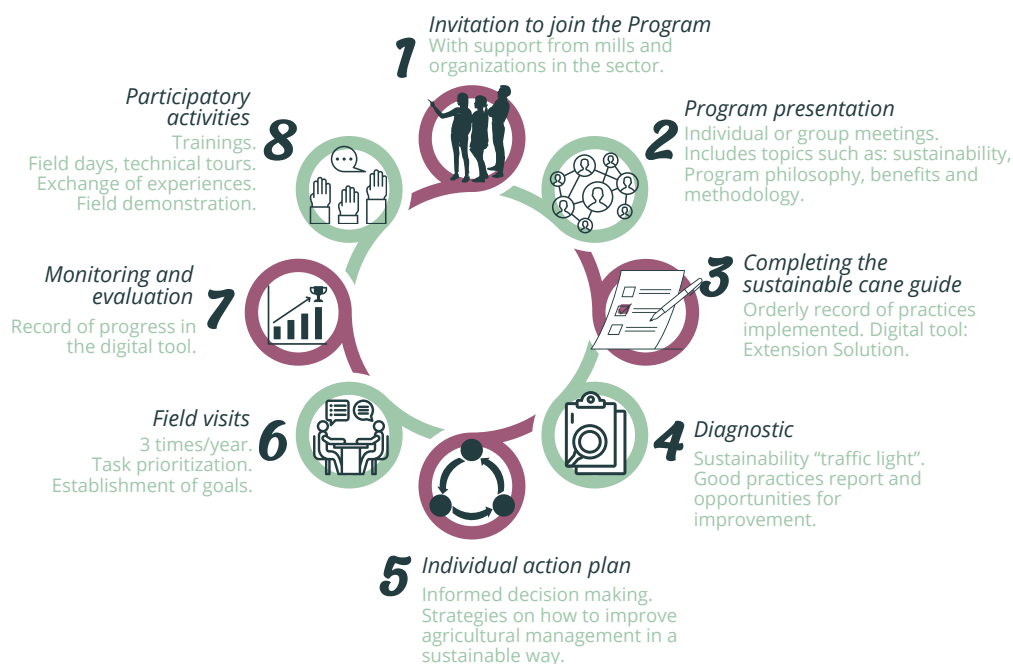 1
Invitation to join the Program
With support from mills and
organizations in the sector.
2
Program presentation
Individual or group meetings.
Includes topics such as: sustainability,
Program philosophy, benefits and
methodology.
3
Completing the
sustainable cane guide
Orderly record of practices
implemented. Digital tool:
Extension Solution.
4
Diagnostic
Sustainability “traffic light”.
Good practices report and
opportunities for
improvement.
5
Individual action plan
Informed decision making.
Strategies on how to improve
agricultural management in a
sustainable way.
6
Field visits
3 times/year.
Task prioritization.
Establishment of goals.
7
Monitoring and
evaluation
Record of progress in
the digital tool.
8
Participatory
activities
Trainings.
Field days, technical tours.
Exchange of experiences.
Field demonstration.